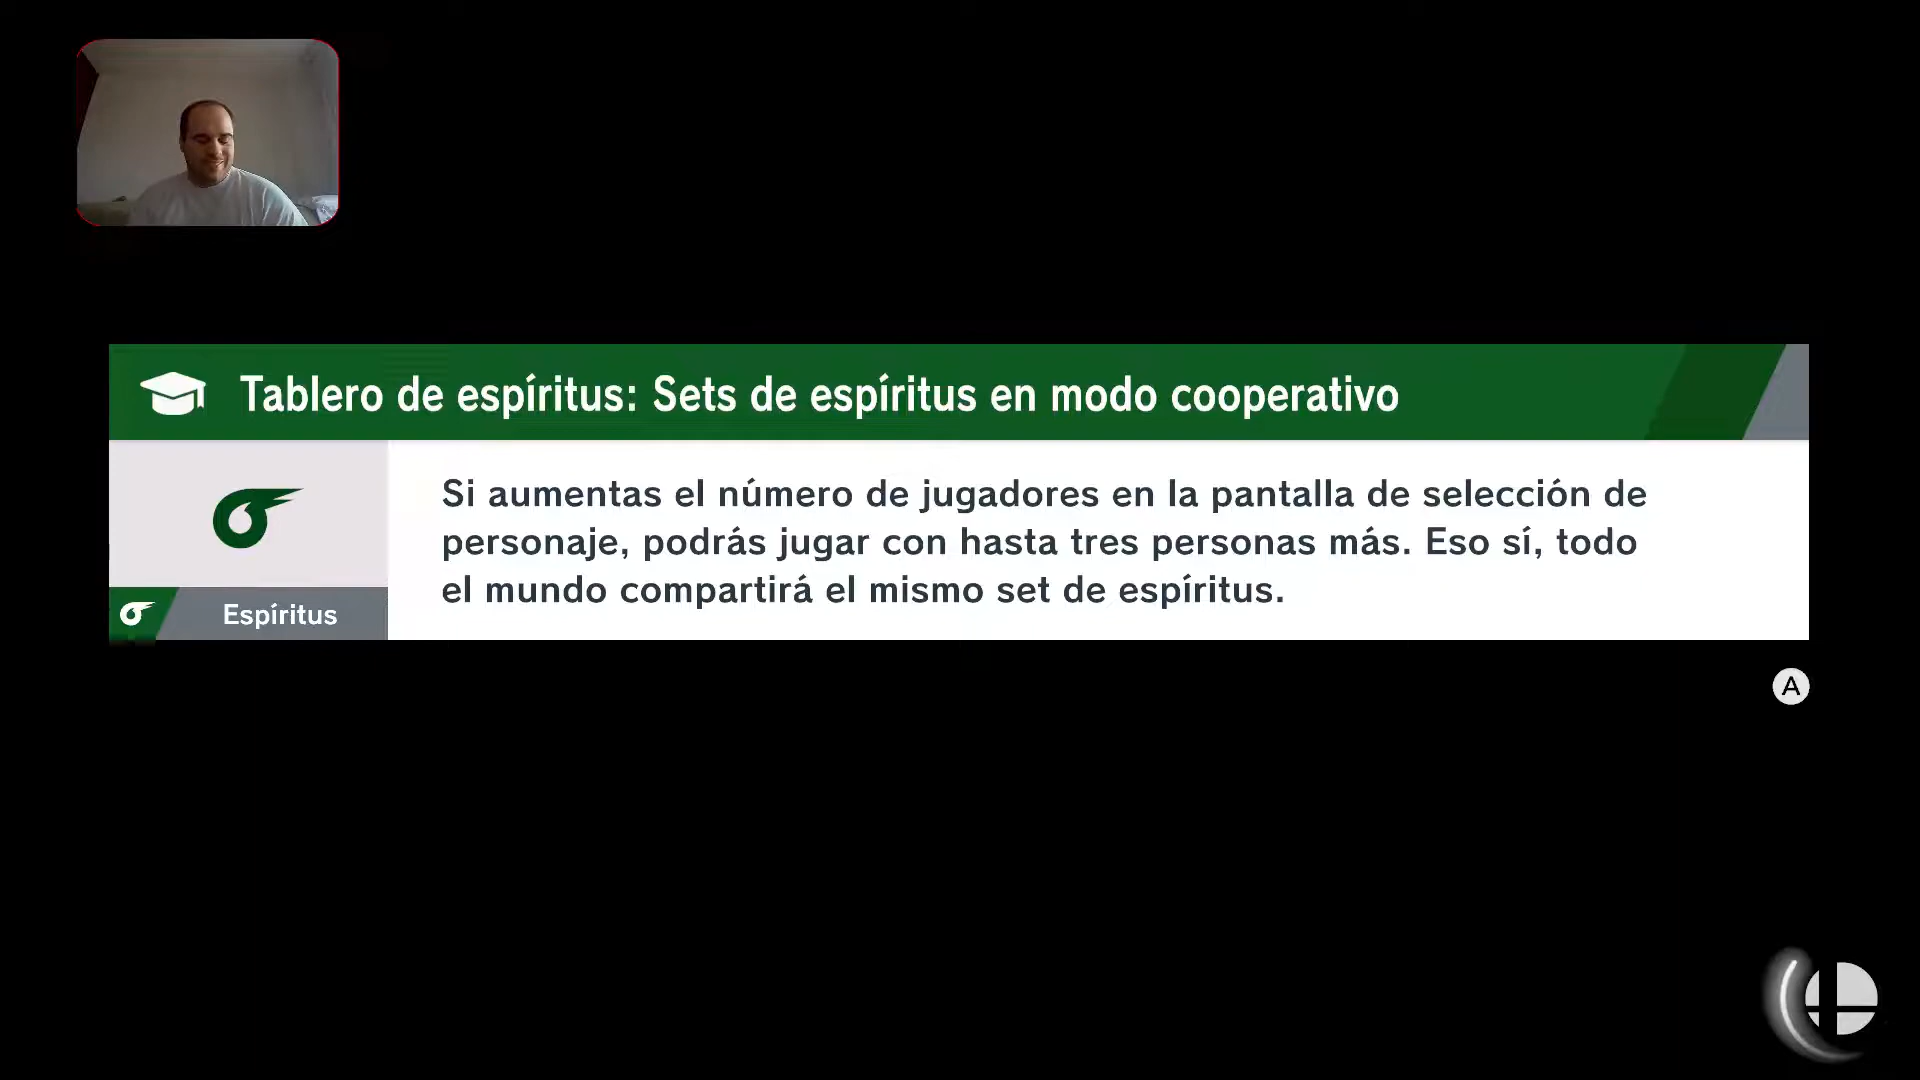 Tablero de espíritus: Sets de espíritus en modo cooperativo
Si aumentas el número de jugadores en la pantalla de selección de
personaje, podrás jugar con hasta tres personas más. Eso sí, todo
el mundo compartirá el mismo set de espíritus.
Espíritus
A